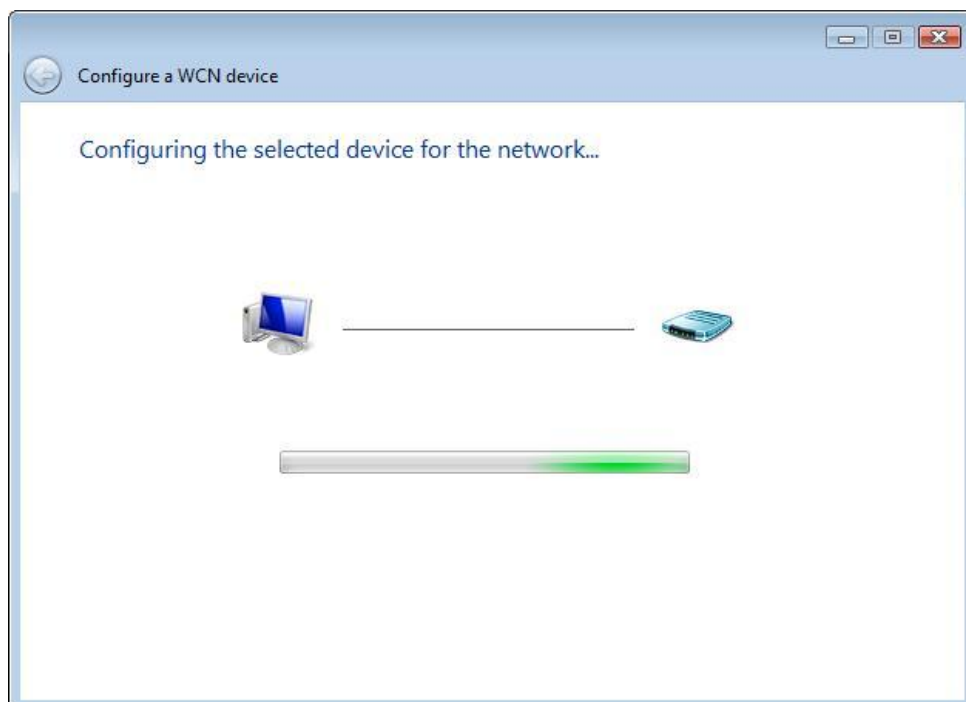 Configure a WCN device
Configuring the selected device for the network...